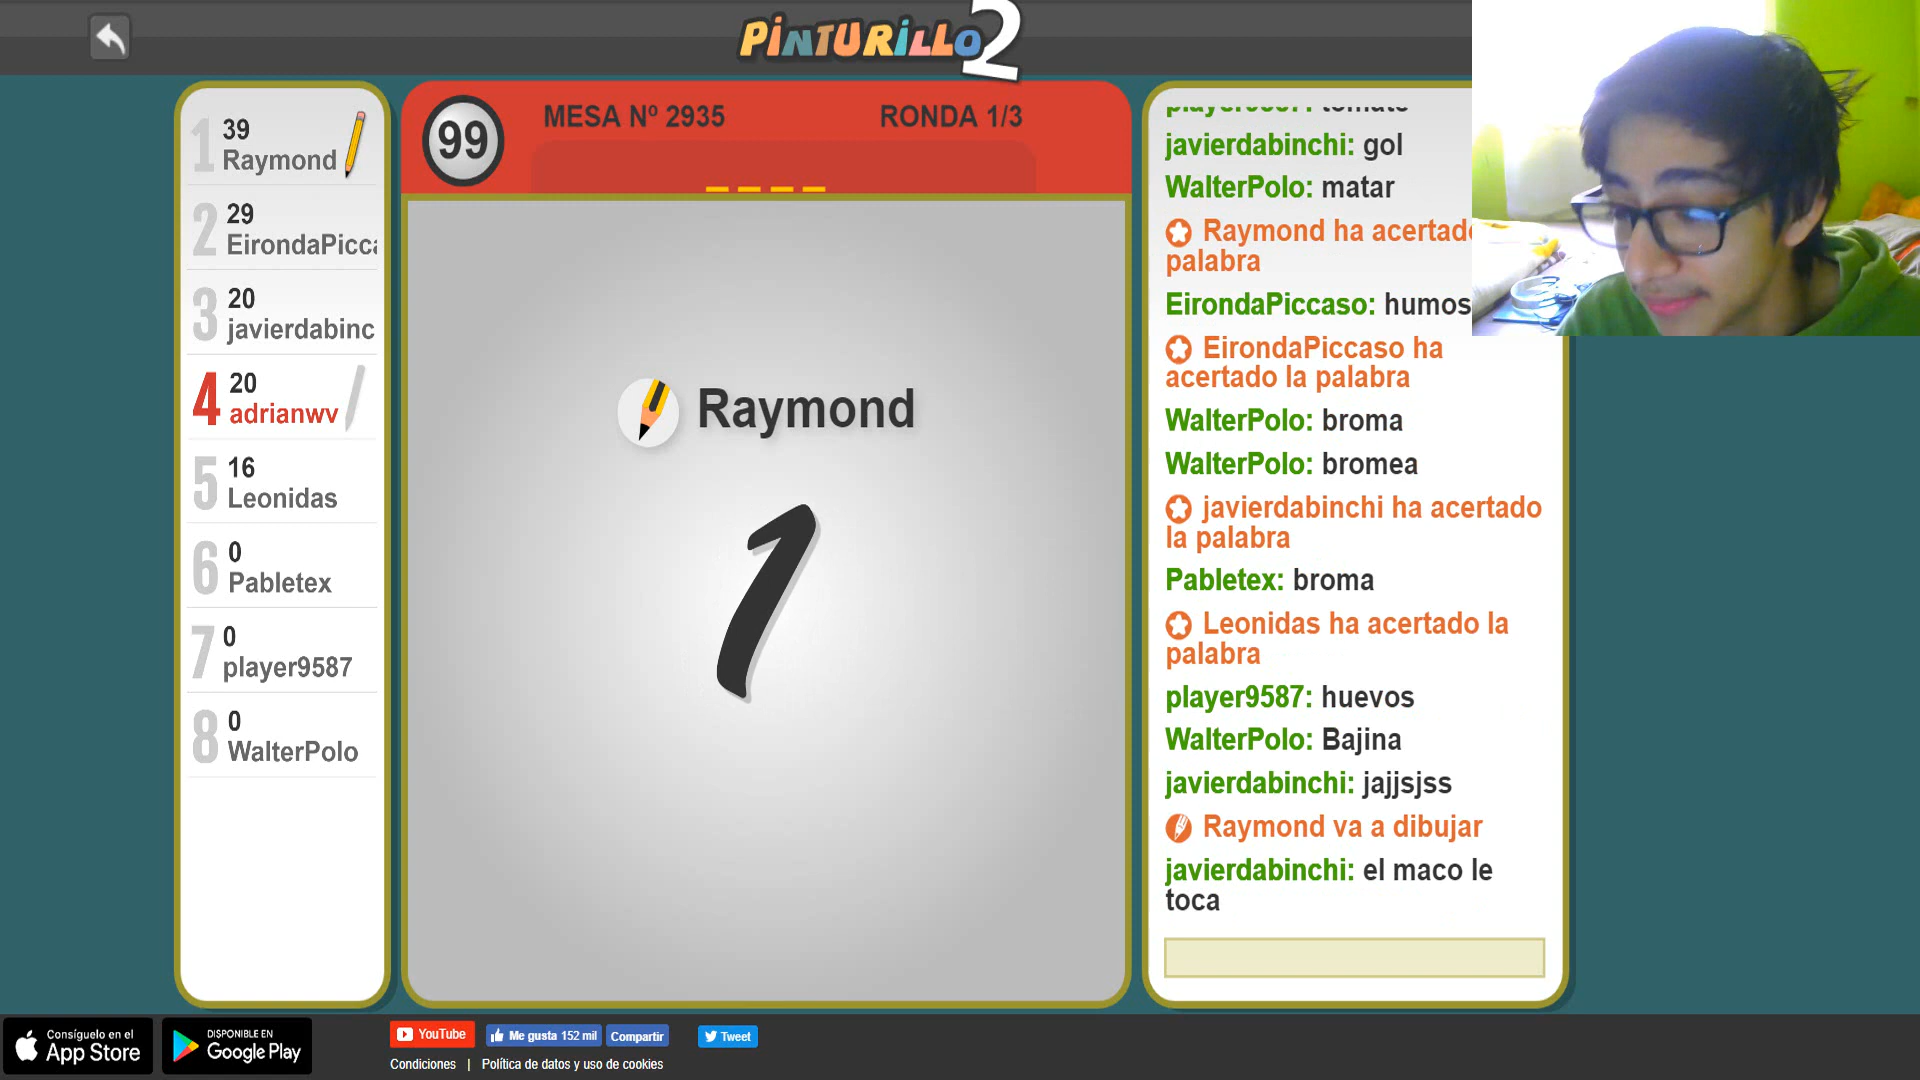 PINTURILLO 2
1 39
Raymond
2 29
EirondaPicca
3 20
javierdabinc
4 20
adrianwv
5 16
Leonidas
6 0
Pabletex
7 0
player9587
8 0
WalterPolo
99
MESA Nº 2935
RONDA 1/3
_ _ _ _
Raymond
1
player9587: tomate
javierdabinchi: gol
WalterPolo: matar
Raymond ha acertado
palabra
EirondaPiccaso: humos
EirondaPiccaso ha
acertado la palabra
WalterPolo: broma
WalterPolo: bromea
javierdabinchi ha acertado
la palabra
Pabletex: broma
Leonidas ha acertado la
palabra
player9587: huevos
WalterPolo: Bajina
javierdabinchi: jajjsjss
Raymond va a dibujar
javierdabinchi: el maco le
toca
Consíguelo en el
App Store
DISPONIBLE EN
Google Play
YouTube
Me gusta 152 mil
Compartir
Tweet
Condiciones | Política de datos y uso de cookies